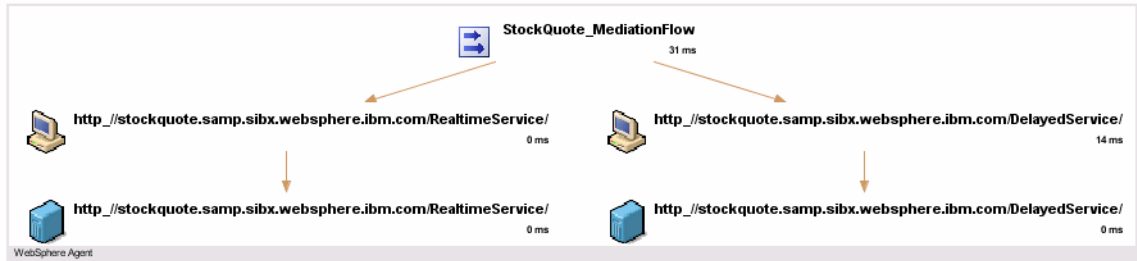 StockQuote_MediationFlow
31 ms
http_//stockquote.samp.sibx.websphere.ibm.com/RealtimeService/
0 ms
http_//stockquote.samp.sibx.websphere.ibm.com/DelayedService/
14 ms
http_//stockquote.samp.sibx.websphere.ibm.com/RealtimeService/
0 ms
http_//stockquote.samp.sibx.websphere.ibm.com/DelayedService/
0 ms
WebSphere Agent